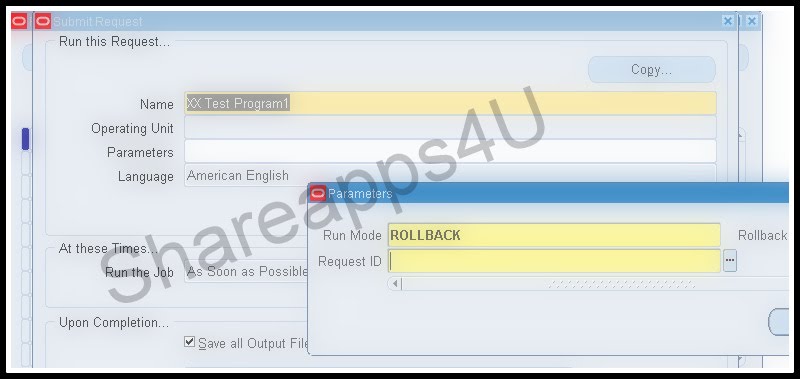 Submit Request
Run this Request...
Copy...
Name XX Test Program1
Operating Unit
Parameters
Language American English
Parameters
Run Mode ROLLBACK Rollback
Request ID
At these Times...
Run the Job As Soon as Possible
Upon Completion...
Save all Output File
Shareapps4U